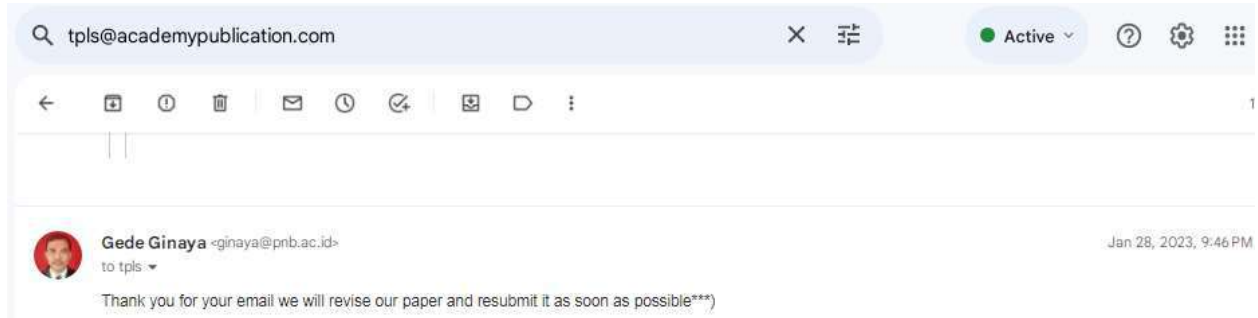 tpls@academypublication.com
Active
1
Gede Ginaya <ginaya@pnb.ac.id>
Jan 28, 2023, 9:46 PM
to tpls
Thank you for your email we will revise our paper and resubmit it as soon as possible***)